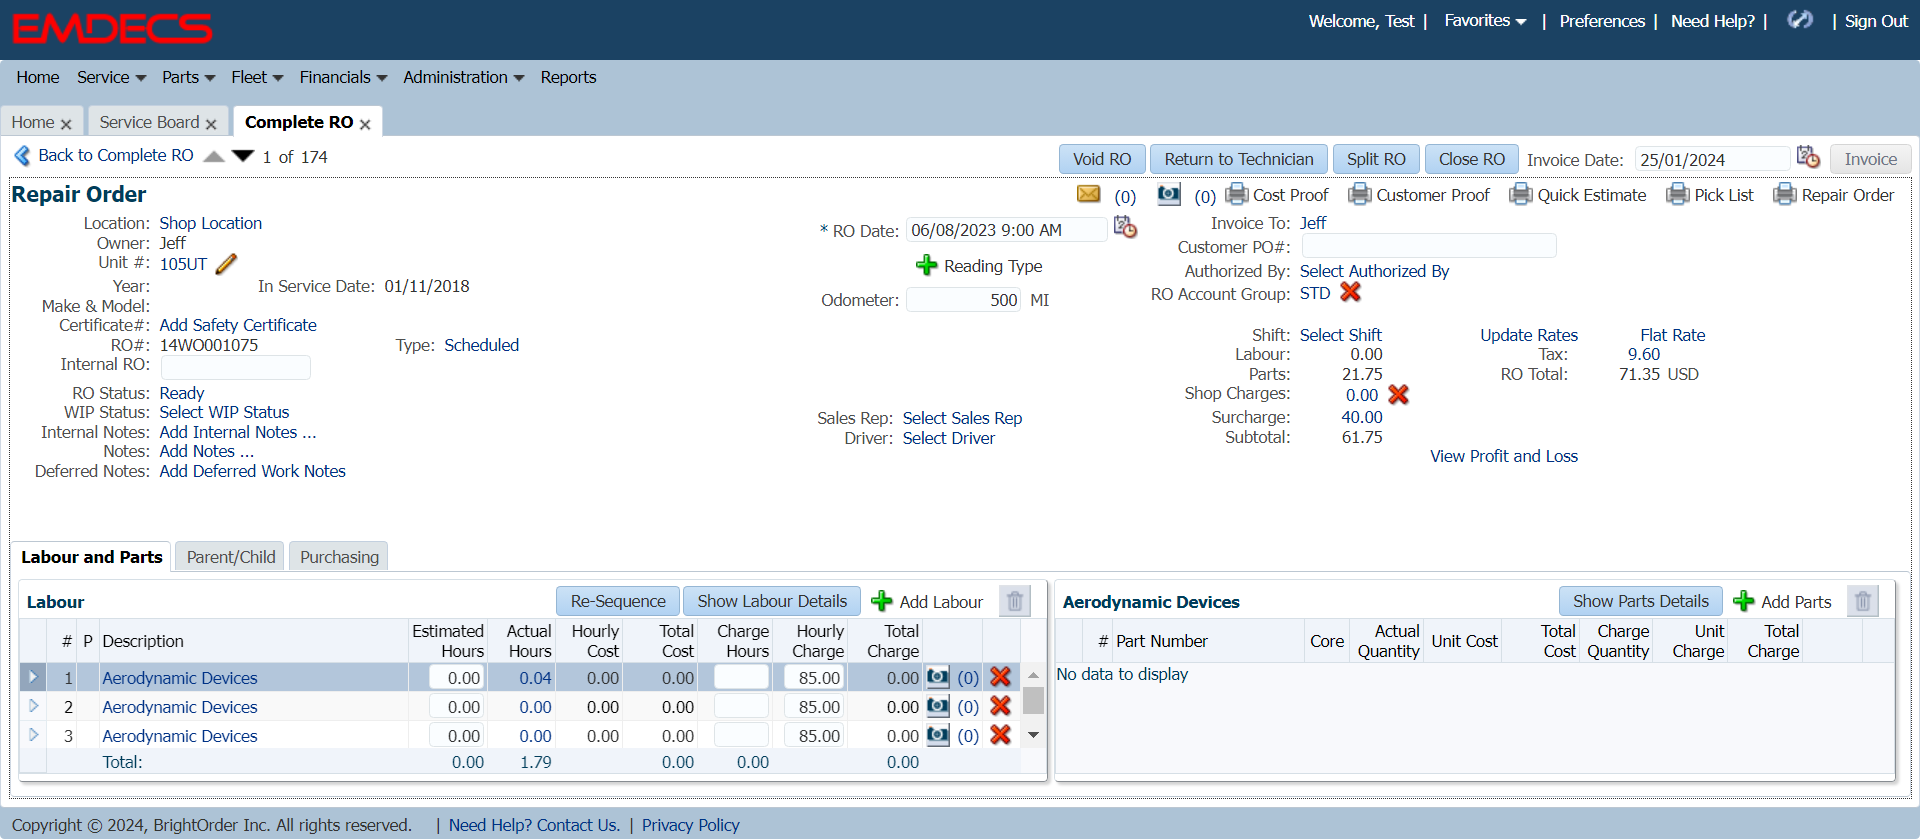 EMDECS
Welcome, Test | Favorites | Preferences | Need Help? | | Sign Out
Home Service Parts Fleet Financials Administration Reports
Home Service Board Complete RO
Back to Complete RO 1 of 174 Void RO Return to Technician Split RO Close RO Invoice Date: 25/01/2024 Invoice
Repair Order (0) (0) Cost Proof Customer Proof Quick Estimate Pick List Repair Order
Location: Shop Location * RO Date: 06/08/2023 9:00 AM Invoice To: Jeff
Owner: Jeff Customer PO#:
Unit #: 105UT Reading Type Authorized By: Select Authorized By
Year: In Service Date: 01/11/2018 Odometer: 500 MI RO Account Group: STD
Make & Model:
Certificate#: Add Safety Certificate Shift: Select Shift Update Rates Flat Rate
RO#: 14WO001075 Type: Scheduled Labour: 0.00 Tax: 9.60
Internal RO: Parts: 21.75 RO Total: 71.35 USD
RO Status: Ready Shop Charges: 0.00
WIP Status: Select WIP Status Sales Rep: Select Sales Rep Surcharge: 40.00
Internal Notes: Add Internal Notes ... Driver: Select Driver Subtotal: 61.75
Notes: Add Notes ... View Profit and Loss
Deferred Notes: Add Deferred Work Notes
Labour and Parts Parent/Child Purchasing
Labour Re-Sequence Show Labour Details Add Labour Aerodynamic Devices Show Parts Details Add Parts
# P Description Estimated Hours Actual Hours Hourly Cost Total Cost Charge Hours Hourly Charge Total Charge # Part Number Core Actual Quantity Unit Cost Total Cost Charge Quantity Unit Charge Total Charge
1 Aerodynamic Devices 0.00 0.04 0.00 0.00 85.00 0.00 (0) No data to display
2 Aerodynamic Devices 0.00 0.00 0.00 0.00 85.00 0.00 (0)
3 Aerodynamic Devices 0.00 0.00 0.00 0.00 85.00 0.00 (0)
Total: 0.00 1.79 0.00 0.00 0.00
Copyright © 2024, BrightOrder Inc. All rights reserved. | Need Help? Contact Us. | Privacy Policy